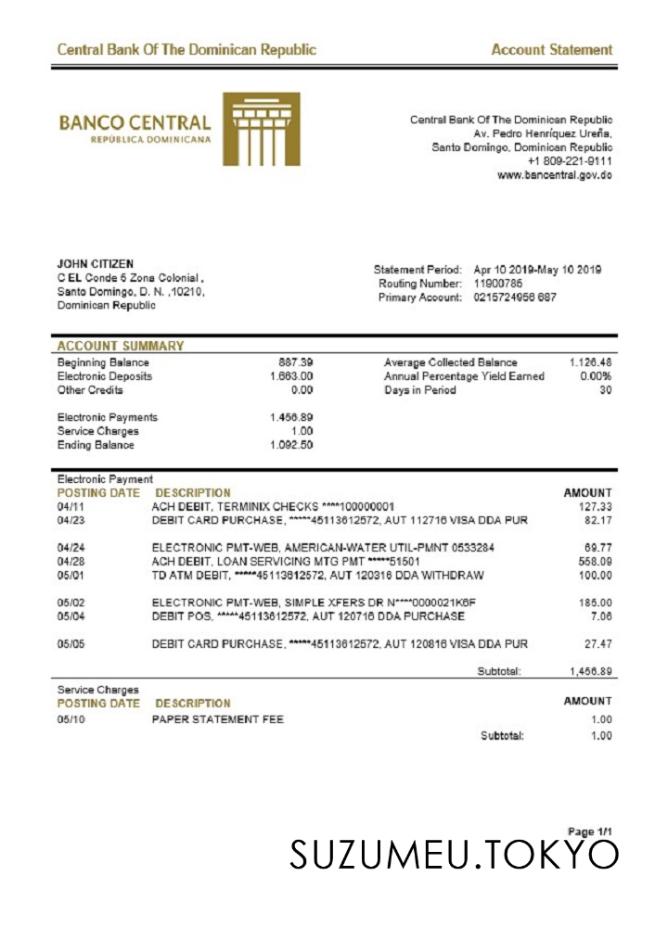 Central Bank Of The Dominican Republic Account Statement
BANCO CENTRAL
REPÚBLICA DOMINICANA
Central Bank Of The Dominican Republic
Av. Pedro Henríquez Ureña,
Santo Domingo, Dominican Republic
+1 809-221-9111
www.bancentral.gov.do
JOHN CITIZEN
C EL Conde 5 Zona Colonial ,
Santo Domingo, D. N. ,10210,
Dominican Republic
Statement Period: Apr 10 2019-May 10 2019
Routing Number: 11900785
Primary Account: 0215724956 687
ACCOUNT SUMMARY
Beginning Balance 887.39 Average Collected Balance 1.126.48
Electronic Deposits 1.663.00 Annual Percentage Yield Earned 0.00%
Other Credits 0.00 Days in Period 30
Electronic Payments 1.456.89
Service Charges 1.00
Ending Balance 1.092.50
Electronic Payment
POSTING DATE DESCRIPTION AMOUNT
04/11 ACH DEBIT, TERMINIX CHECKS ****100000001 127.33
04/23 DEBIT CARD PURCHASE, *****45113612572, AUT 112716 VISA DDA PUR 82.17
04/24 ELECTRONIC PMT-WEB, AMERICAN-WATER UTIL-PMNT 0533284 69.77
04/28 ACH DEBIT, LOAN SERVICING MTG PMT *****51501 558.09
05/01 TD ATM DEBIT, *****45113612572, AUT 120316 DDA WITHDRAW 100.00
05/02 ELECTRONIC PMT-WEB, SIMPLE XFERS DR N****0000021K6F 185.00
05/04 DEBIT POS, *****45113612572, AUT 120716 DDA PURCHASE 7.06
05/05 DEBIT CARD PURCHASE, *****45113612572, AUT 120816 VISA DDA PUR 27.47
Subtotal: 1,456.89
Service Charges
POSTING DATE DESCRIPTION AMOUNT
05/10 PAPER STATEMENT FEE 1.00
Subtotal: 1.00
Page 1/1
SUZUMEU.TOKYO